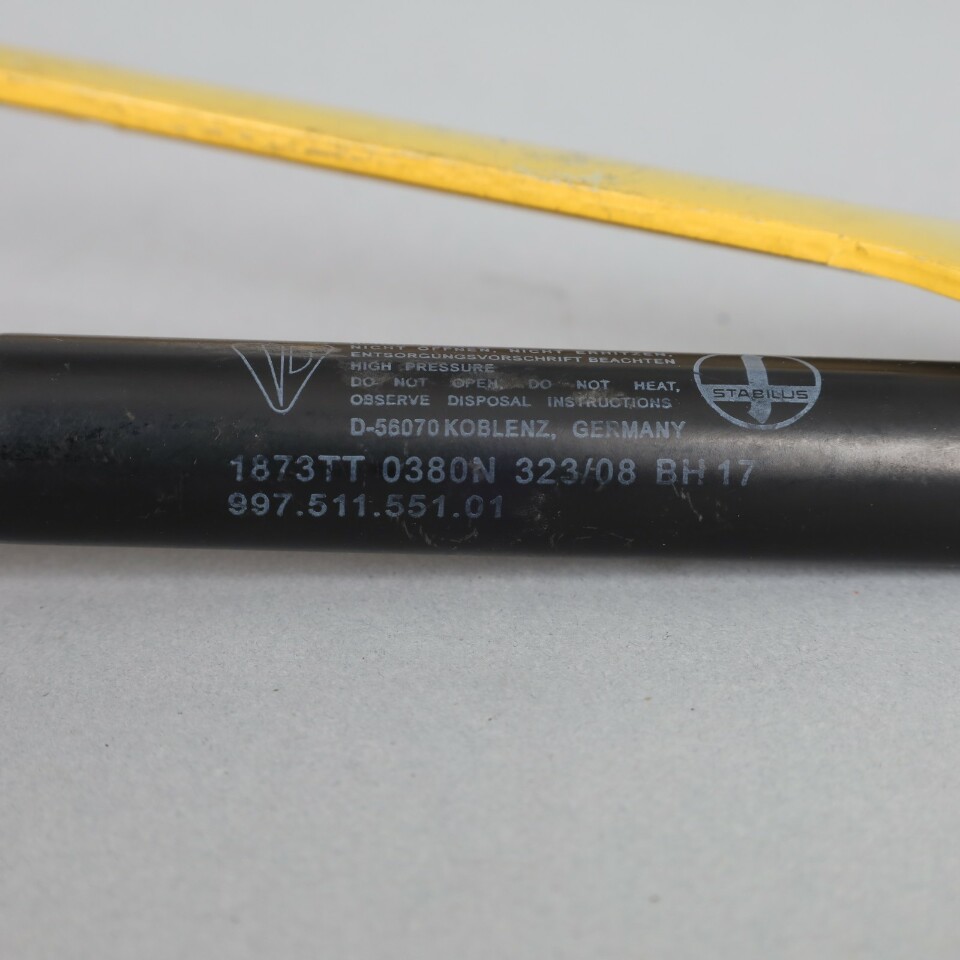 NICHT ÖFFNEN, NICHT ERHITZEN,
ENTSORGUNGSVORSCHRIFT BEACHTEN
HIGH PRESSURE
DO NOT OPEN, DO NOT HEAT,
OBSERVE DISPOSAL INSTRUCTIONS
STABILUS
D-56070 KOBLENZ, GERMANY
1873TT 0380N 323/08 BH 17
997.511.551.01